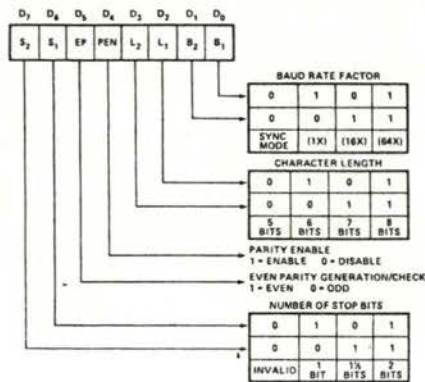 D7 D6 D5 D4 D3 D2 D1 D0
S2 S1 EP PEN L2 L1 B2 B1
BAUD RATE FACTOR
0 1 0 1
0 0 1 1
SYNC MODE (1X) (16X) (64X)
CHARACTER LENGTH
0 1 0 1
0 0 1 1
5 BITS 6 BITS 7 BITS 8 BITS
PARITY ENABLE
1 = ENABLE 0 = DISABLE
EVEN PARITY GENERATION/CHECK
1 = EVEN 0 = ODD
NUMBER OF STOP BITS
0 1 0 1
0 0 1 1
INVALID 1 BIT 1½ BITS 2 BITS